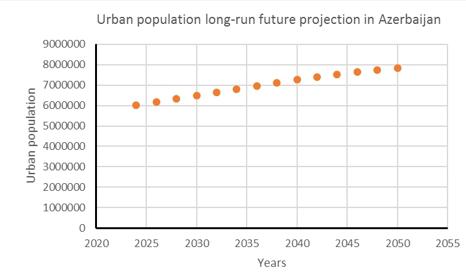 Urban population long-run future projection in Azerbaijan
9000000
8000000
7000000
6000000
5000000
4000000
3000000
2000000
1000000
0
Urban population
2020 2025 2030 2035 2040 2045 2050 2055
Years